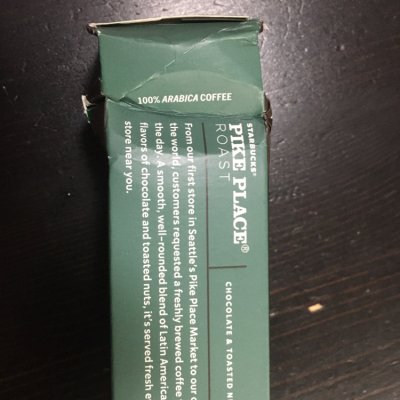 100% ARABICA COFFEE
STARBUCKS®
PIKE PLACE®
ROAST
CHOCOLATE & TOASTED
From our first store in Seattle's Pike Place Market to our
the world, customers requested a freshly brewed coffee
the day. A smooth, well-rounded blend of Latin America
flavors of chocolate and toasted nuts, it's served fresh
store near you.